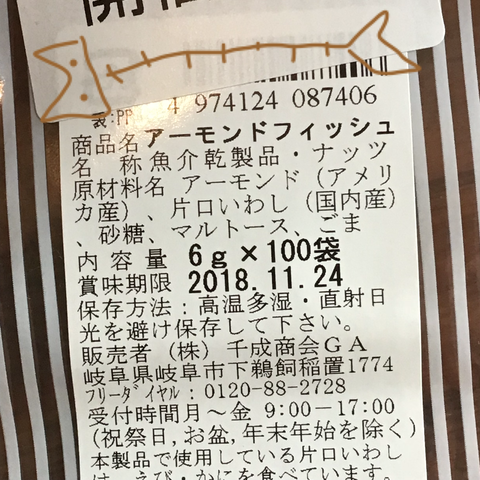 開催
表:PP
4 974124 087406
商品名アーモンドフィッシュ
名 称魚介乾製品・ナッツ
原材料名 アーモンド（アメリ
カ産）、片口いわし（国内産）
、砂糖、マルトース、ごま
内 容 量 6g×100袋
賞味期限 2018.11.24
保存方法：高温多湿・直射日
光を避け保存して下さい。
販売者（株）千成商会GA
岐阜県岐阜市下鵜飼稲置1774
ﾌﾘｰﾀﾞｲﾔﾙ：0120-88-2728
受付時間月～金 9:00-17:00
(祝祭日,お盆,年末年始を除く)
本製品で使用している片口いわし
は、えび・かにを食べています。